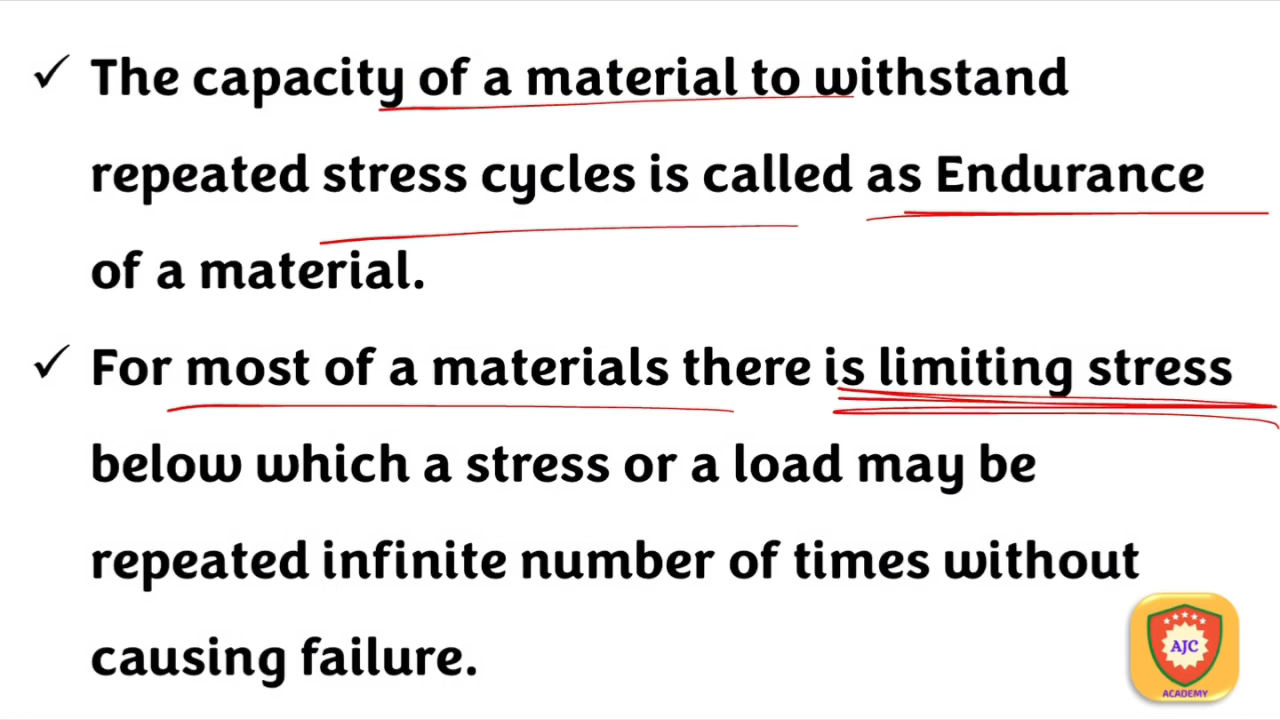 ✓ The capacity of a material to withstand
repeated stress cycles is called as Endurance
of a material.
✓ For most of a materials there is limiting stress
below which a stress or a load may be
repeated infinite number of times without
causing failure.
AJC
ACADEMY